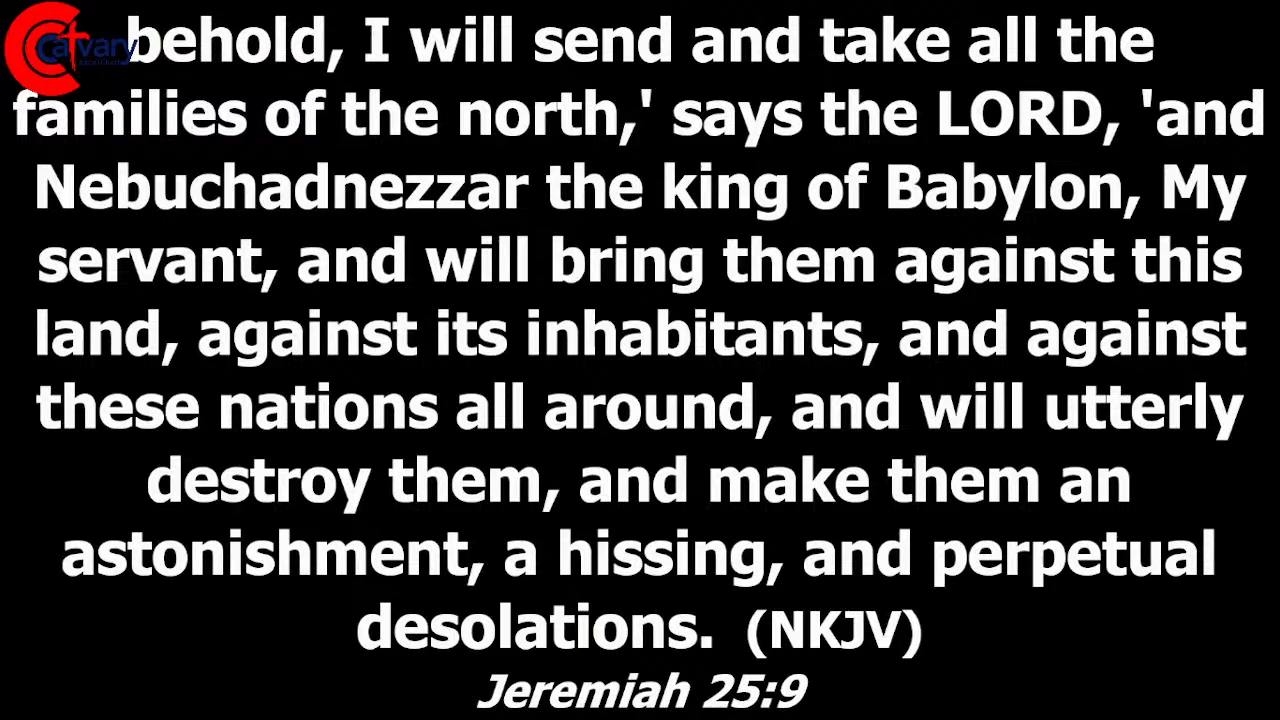 Calvary
behold, I will send and take all the
families of the north,' says the LORD, 'and
Nebuchadnezzar the king of Babylon, My
servant, and will bring them against this
land, against its inhabitants, and against
these nations all around, and will utterly
destroy them, and make them an
astonishment, a hissing, and perpetual
desolations. (NKJV)
Jeremiah 25:9